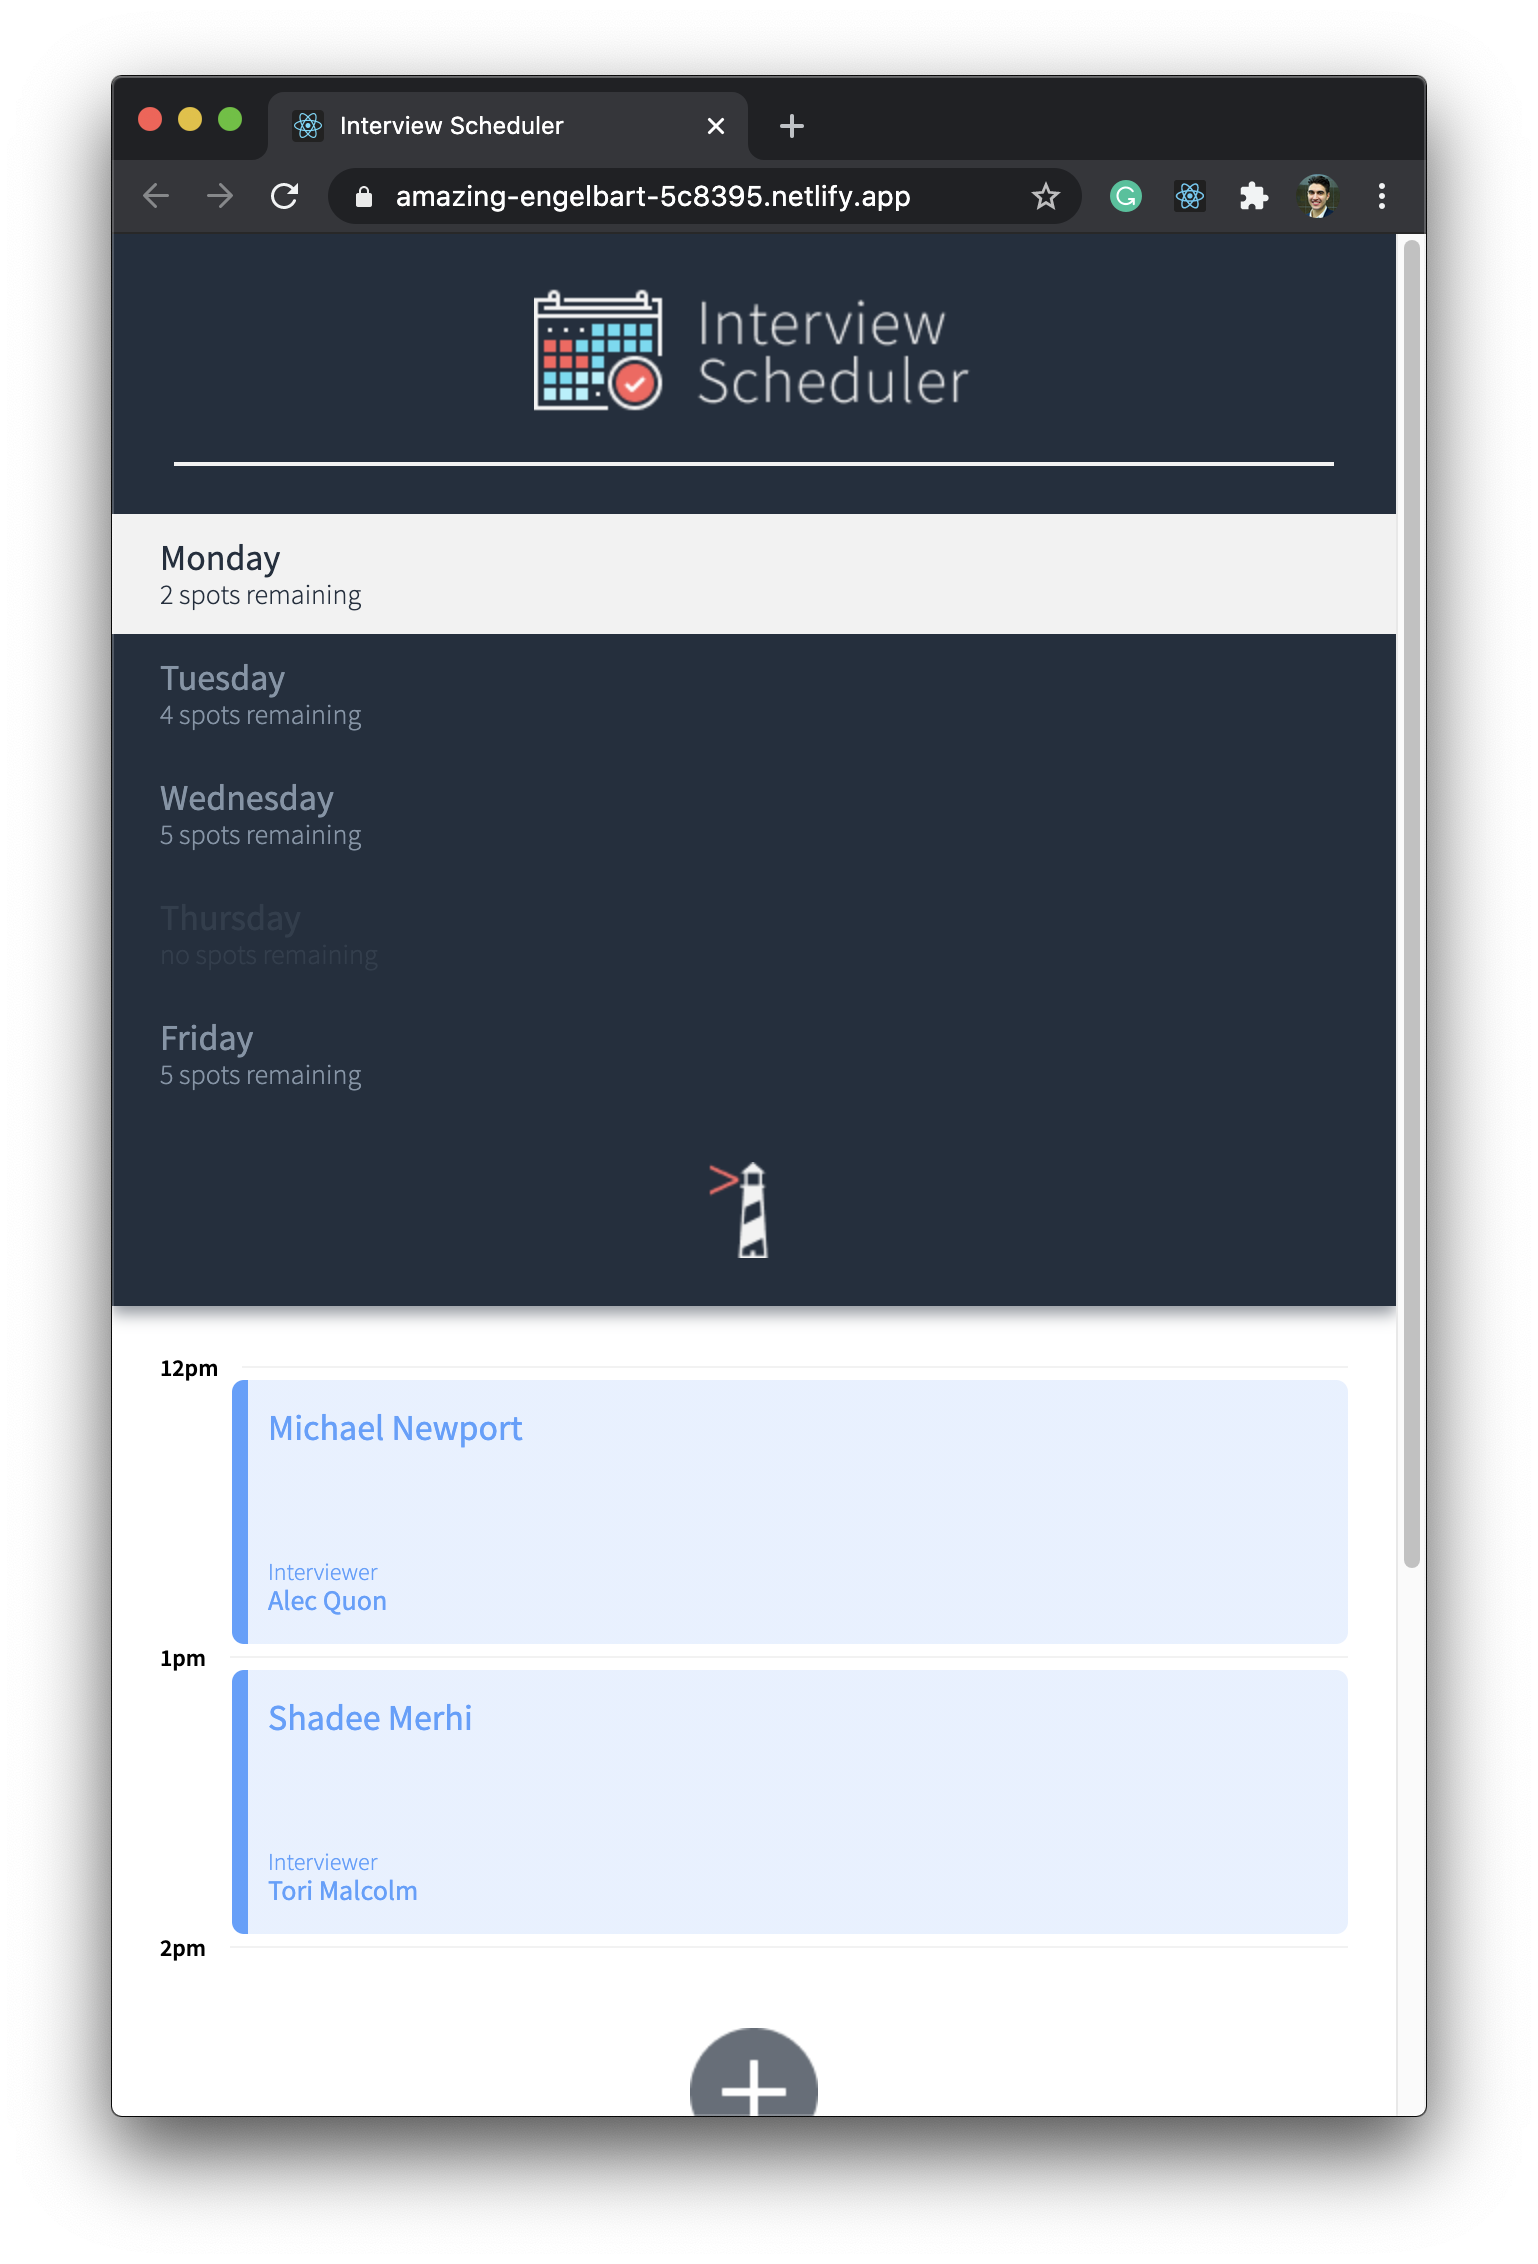 Interview Scheduler
amazing-engelbart-5c8395.netlify.app
Interview
Scheduler
Monday
2 spots remaining
Tuesday
4 spots remaining
Wednesday
5 spots remaining
Thursday
no spots remaining
Friday
5 spots remaining
12pm
Michael Newport
Interviewer
Alec Quon
1pm
Shadee Merhi
Interviewer
Tori Malcolm
2pm